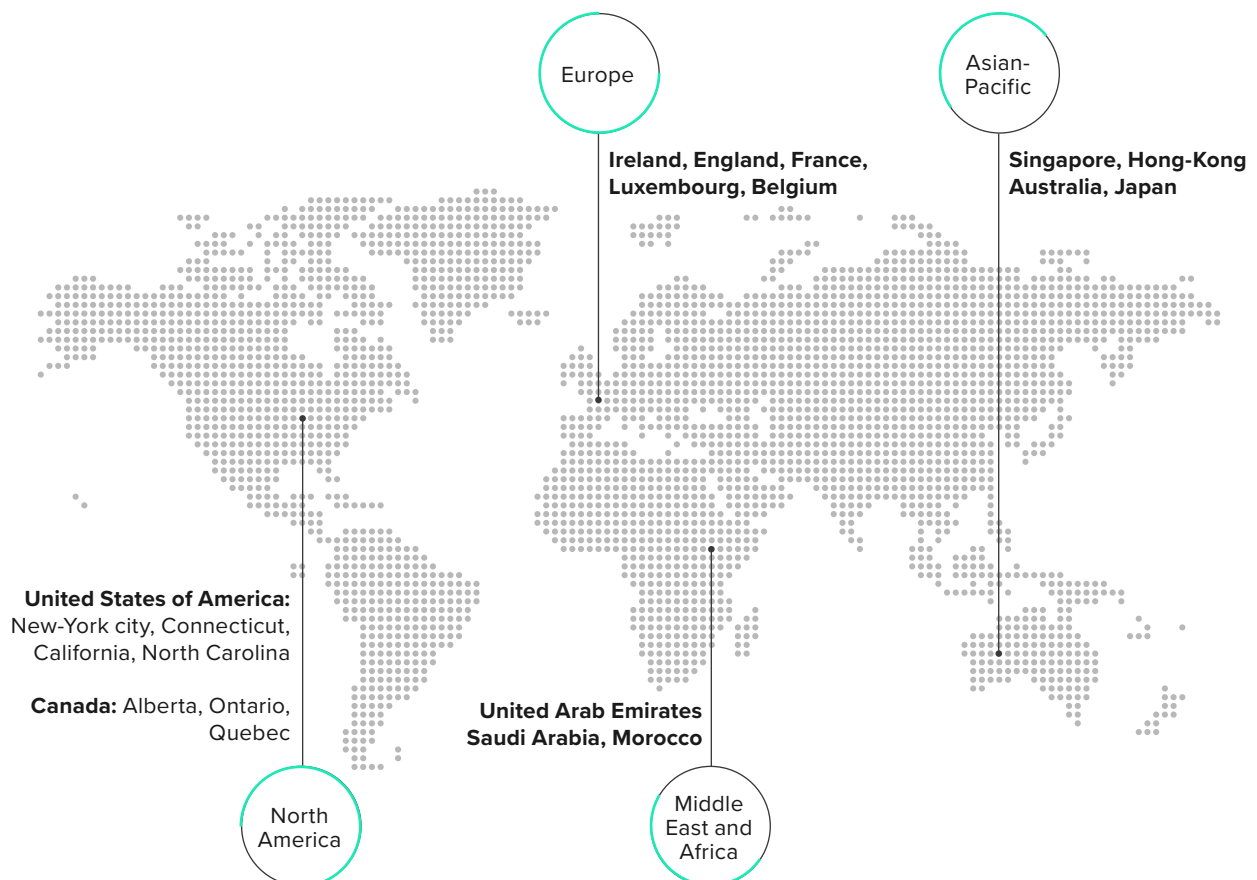 Europe
Asian-
Pacific
Ireland, England, France,
Luxembourg, Belgium
Singapore, Hong-Kong
Australia, Japan
United States of America:
New-York city, Connecticut,
California, North Carolina
Canada: Alberta, Ontario,
Quebec
United Arab Emirates
Saudi Arabia, Morocco
North
America
Middle
East and
Africa